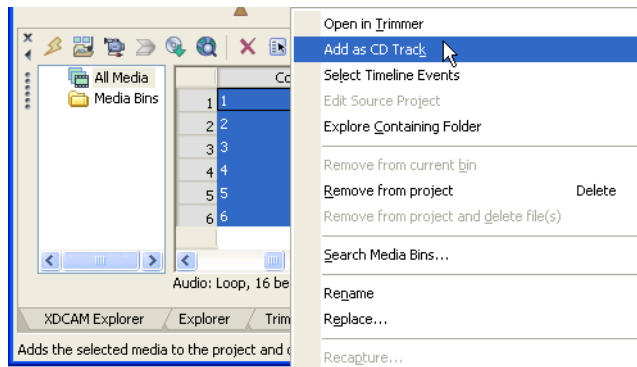 Open in Trimmer
Add as CD Track
Select Timeline Events
Edit Source Project
Explore Containing Folder
Remove from current bin
Remove from project Delete
Remove from project and delete file(s)
Search Media Bins...
Rename
Replace...
Recapture...
All Media
Media Bins
Co
1 1
2 2
3 3
4 4
5 5
6 6
Audio: Loop, 16 be
XDCAM Explorer Explorer Trim
Adds the selected media to the project and